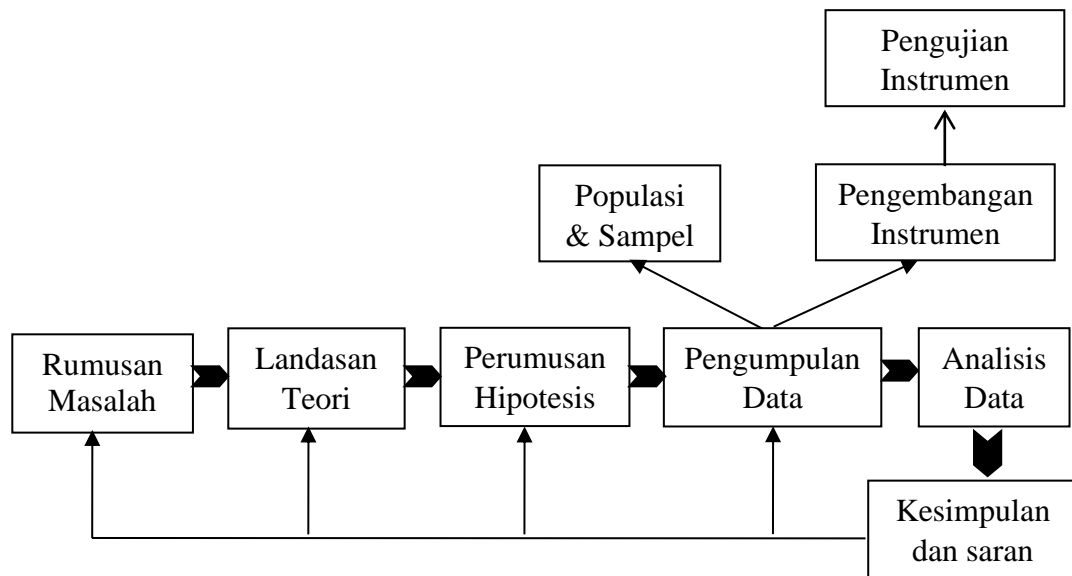 Pengujian
Instrumen
Populasi
& Sampel
Pengembangan
Instrumen
Rumusan
Masalah
Landasan
Teori
Perumusan
Hipotesis
Pengumpulan
Data
Analisis
Data
Kesimpulan
dan saran